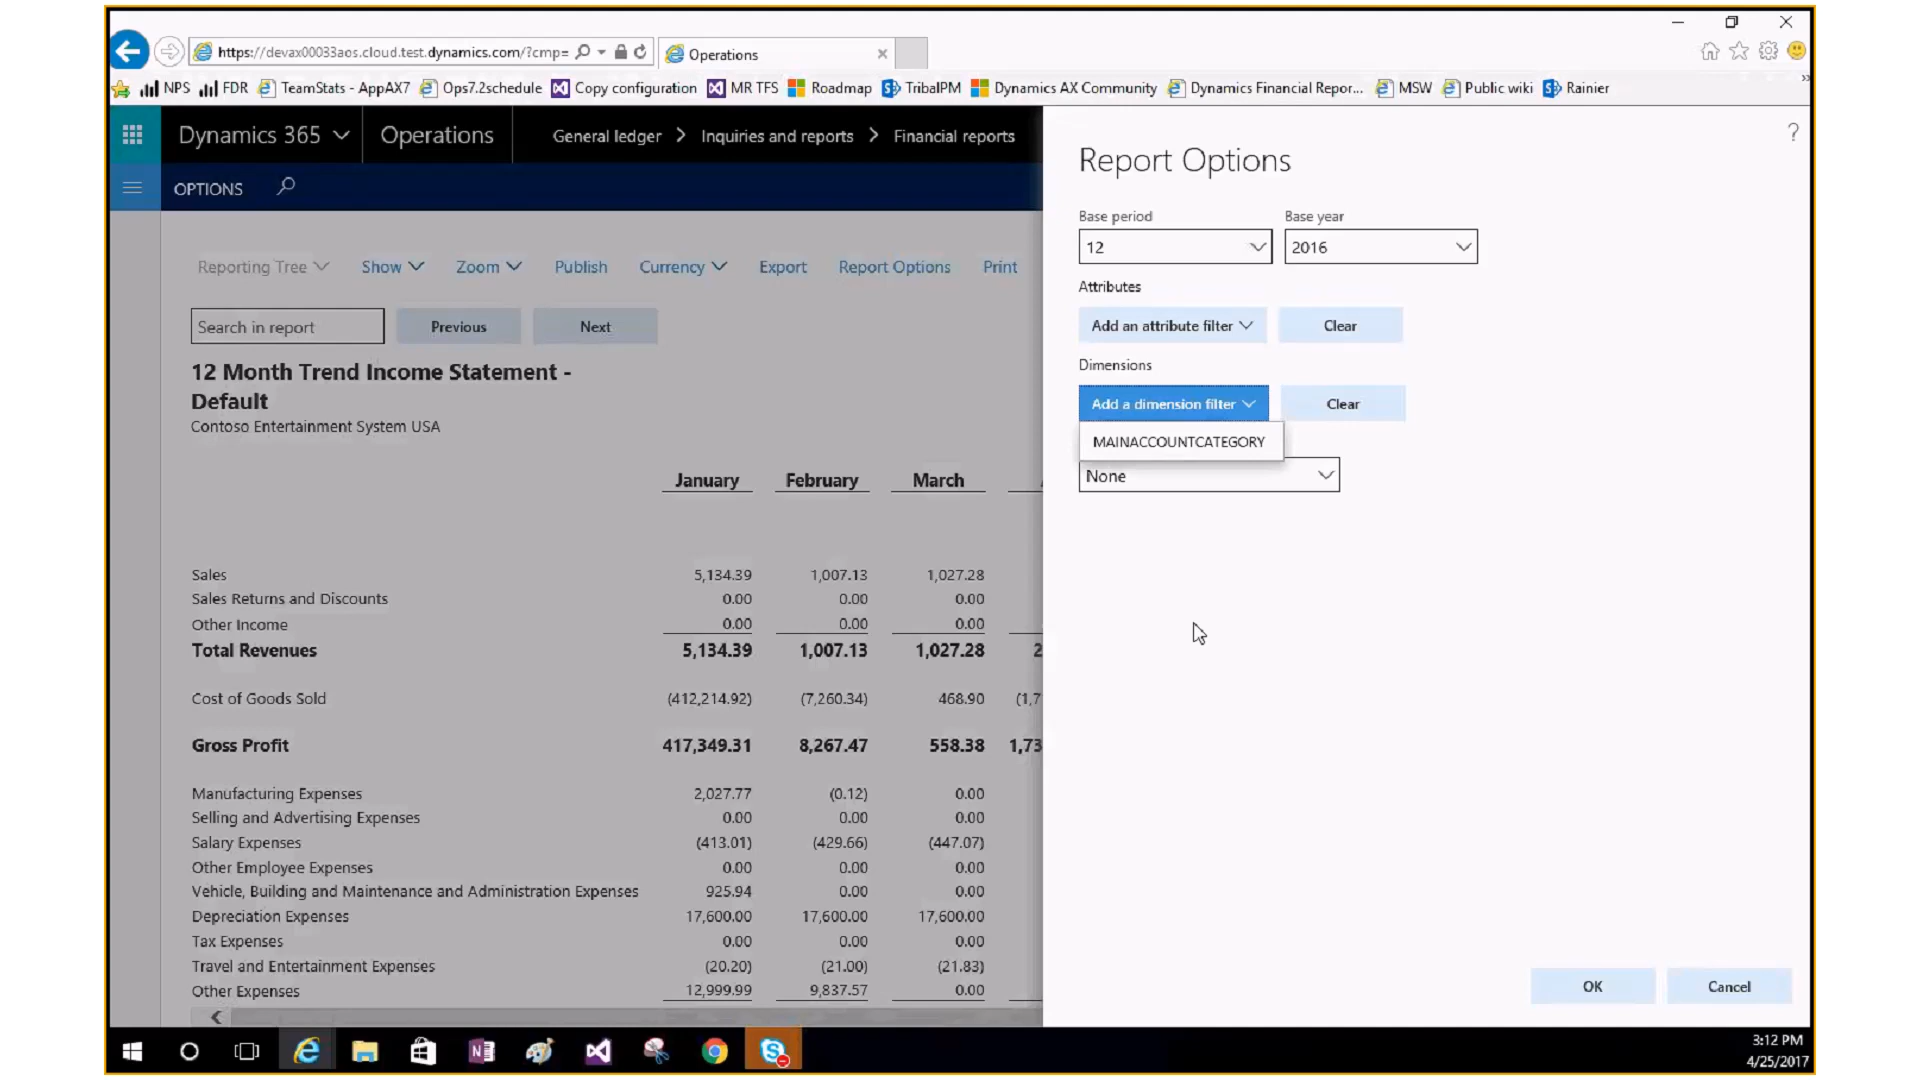 https://devax00033aos.cloud.test.dynamics.com/?cmp=
Operations
NPS FDR TeamStats - AppAX7 Ops7.2schedule Copy configuration MR TFS Roadmap TribalPM Dynamics AX Community Dynamics Financial Repor... MSW Public wiki Rainier
Dynamics 365 Operations General ledger > Inquiries and reports > Financial reports
OPTIONS
Reporting Tree Show Zoom Publish Currency Export Report Options Print
Search in report Previous Next
12 Month Trend Income Statement -
Default
Contoso Entertainment System USA
January February March
Sales 5,134.39 1,007.13 1,027.28
Sales Returns and Discounts 0.00 0.00 0.00
Other Income 0.00 0.00 0.00
Total Revenues 5,134.39 1,007.13 1,027.28 2
Cost of Goods Sold (412,214.92) (7,260.34) 468.90 (1,7
Gross Profit 417,349.31 8,267.47 558.38 1,73
Manufacturing Expenses 2,027.77 (0.12) 0.00
Selling and Advertising Expenses 0.00 0.00 0.00
Salary Expenses (413.01) (429.66) (447.07)
Other Employee Expenses 0.00 0.00 0.00
Vehicle, Building and Maintenance and Administration Expenses 925.94 0.00 0.00
Depreciation Expenses 17,600.00 17,600.00 17,600.00
Tax Expenses 0.00 0.00 0.00
Travel and Entertainment Expenses (20.20) (21.00) (21.83)
Other Expenses 12,999.99 9,837.57 0.00
?
Report Options
Base period Base year
12 2016
Attributes
Add an attribute filter Clear
Dimensions
Add a dimension filter Clear
MAINACCOUNTCATEGORY
None
OK Cancel
3:12 PM
4/25/2017